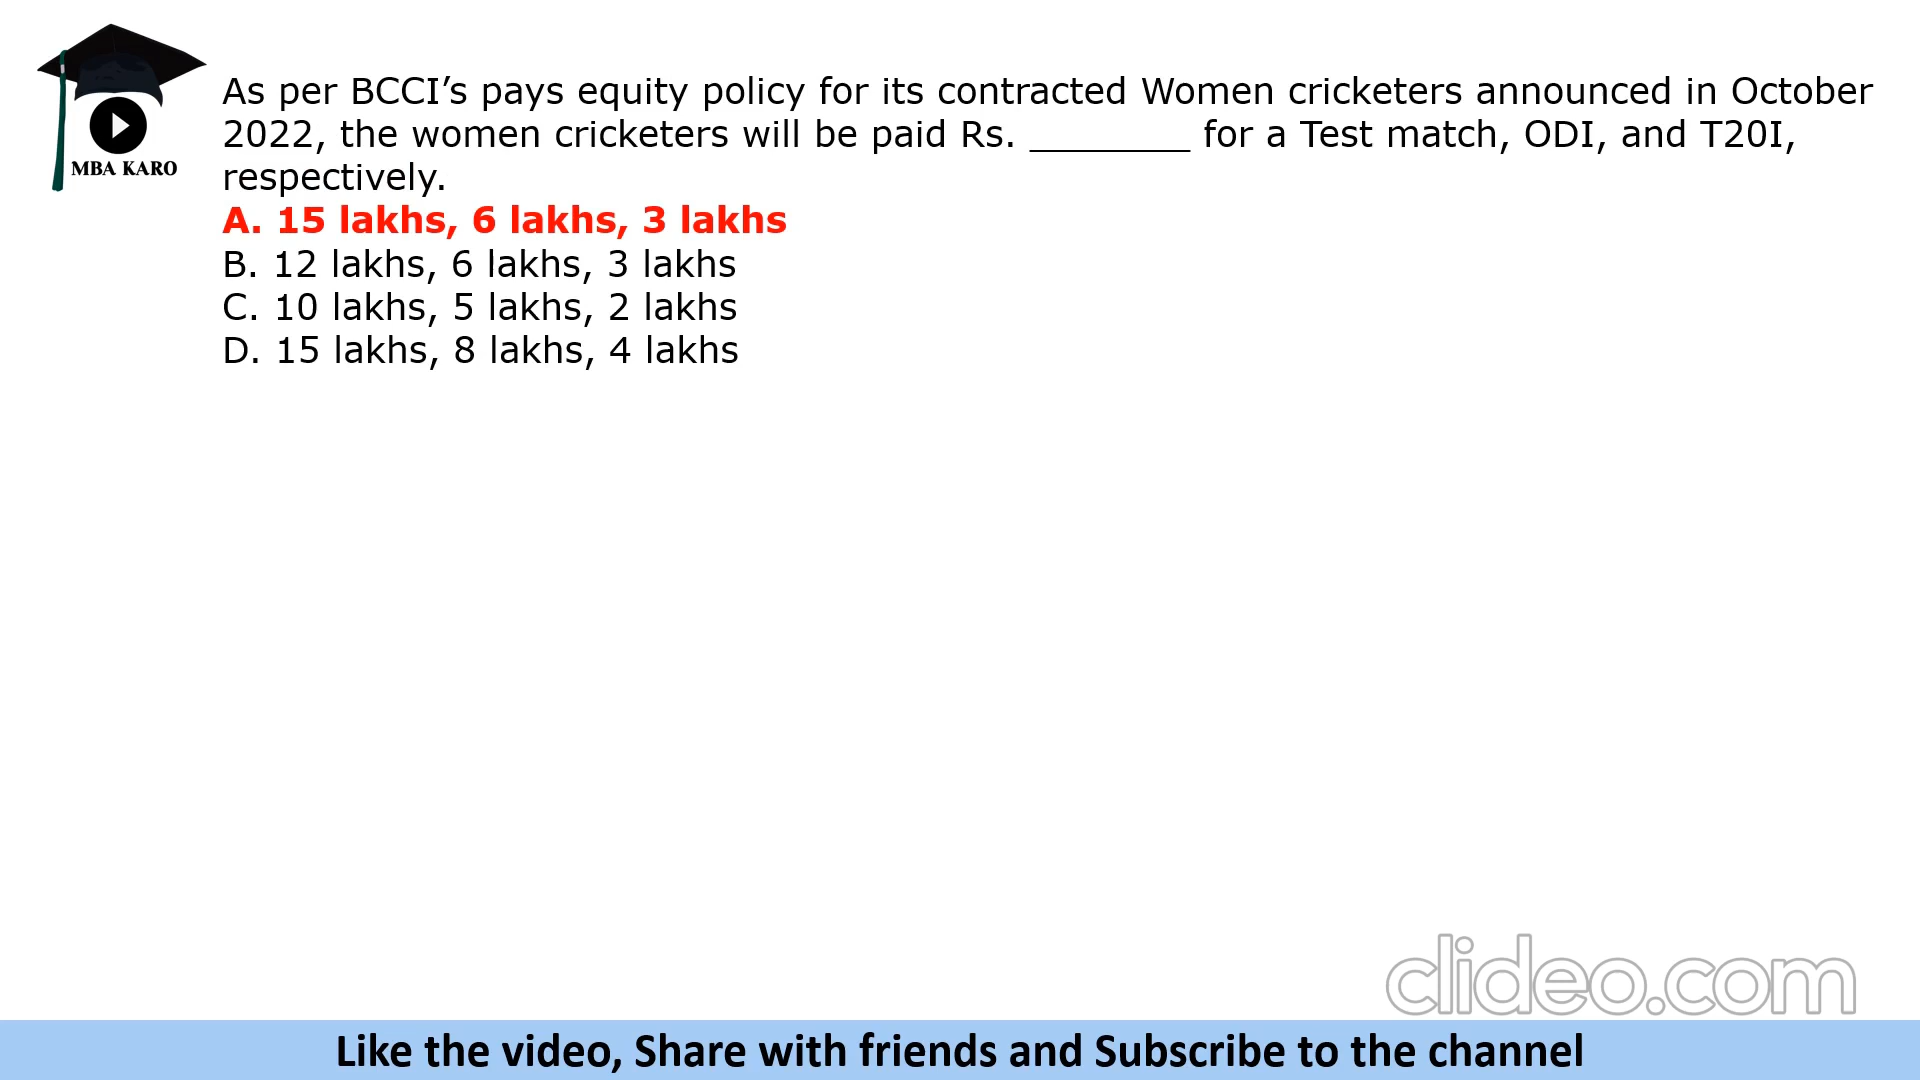 MBA KARO
As per BCCI’s pays equity policy for its contracted Women cricketers announced in October
2022, the women cricketers will be paid Rs. ________ for a Test match, ODI, and T20I,
respectively.
A. 15 lakhs, 6 lakhs, 3 lakhs
B. 12 lakhs, 6 lakhs, 3 lakhs
C. 10 lakhs, 5 lakhs, 2 lakhs
D. 15 lakhs, 8 lakhs, 4 lakhs
clideo.com
Like the video, Share with friends and Subscribe to the channel